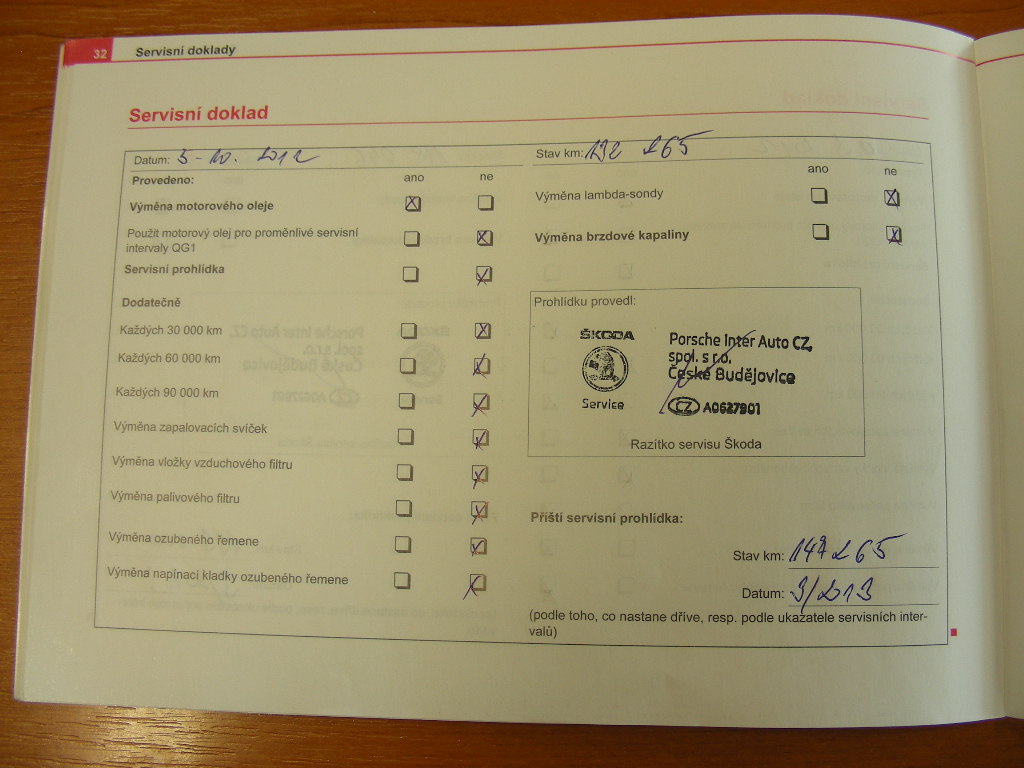 32 Servisní doklady
Servisní doklad
Datum: 5-10. 2012
Stav km: 132 265
Provedeno: ano ne
Výměna motorového oleje
Použit motorový olej pro proměnlivé servisní
intervaly QG1
Servisní prohlídka
Dodatečně
Každých 30 000 km
Každých 60 000 km
Každých 90 000 km
Výměna zapalovacích svíček
Výměna vložky vzduchového filtru
Výměna palivového filtru
Výměna ozubeného řemene
Výměna napínací kladky ozubeného řemene
ano ne
Výměna lambda-sondy
Výměna brzdové kapaliny
Prohlídku provedl:
ŠKODA
Service
Porsche Inter Auto CZ,
spol. s r.o.
České Budějovice
CZ A0627901
Razítko servisu Škoda
Příští servisní prohlídka:
Stav km: 147 265
Datum: 3/2013
(podle toho, co nastane dříve, resp. podle ukazatele servisních inter-
valů)